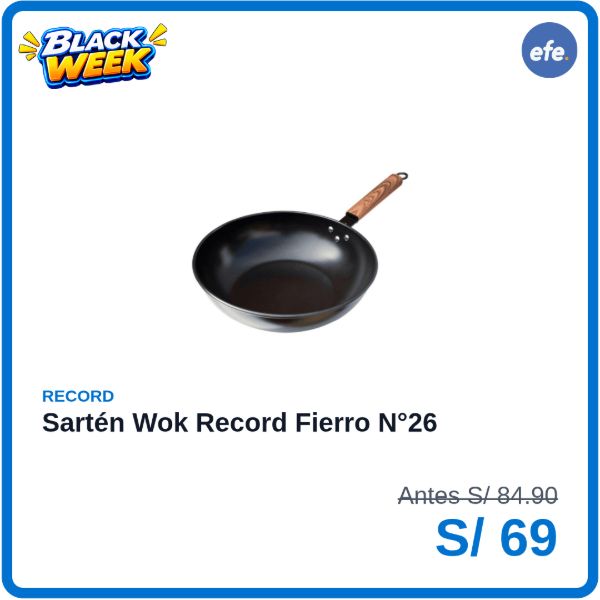 BLACK
WEEK
efe.
RECORD
Sartén Wok Record Fierro N°26
Antes S/ 84.90
S/ 69